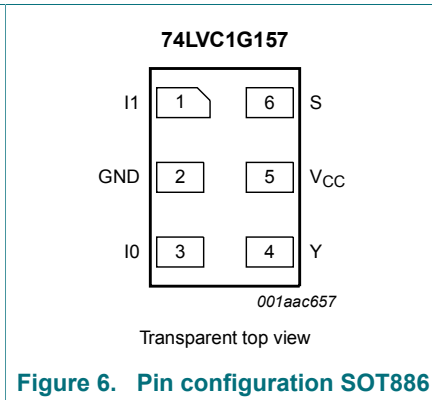 74LVC1G157
I1 1 6 S
GND 2 5 VCC
I0 3 4 Y
001aac657
Transparent top view
Figure 6. Pin configuration SOT886